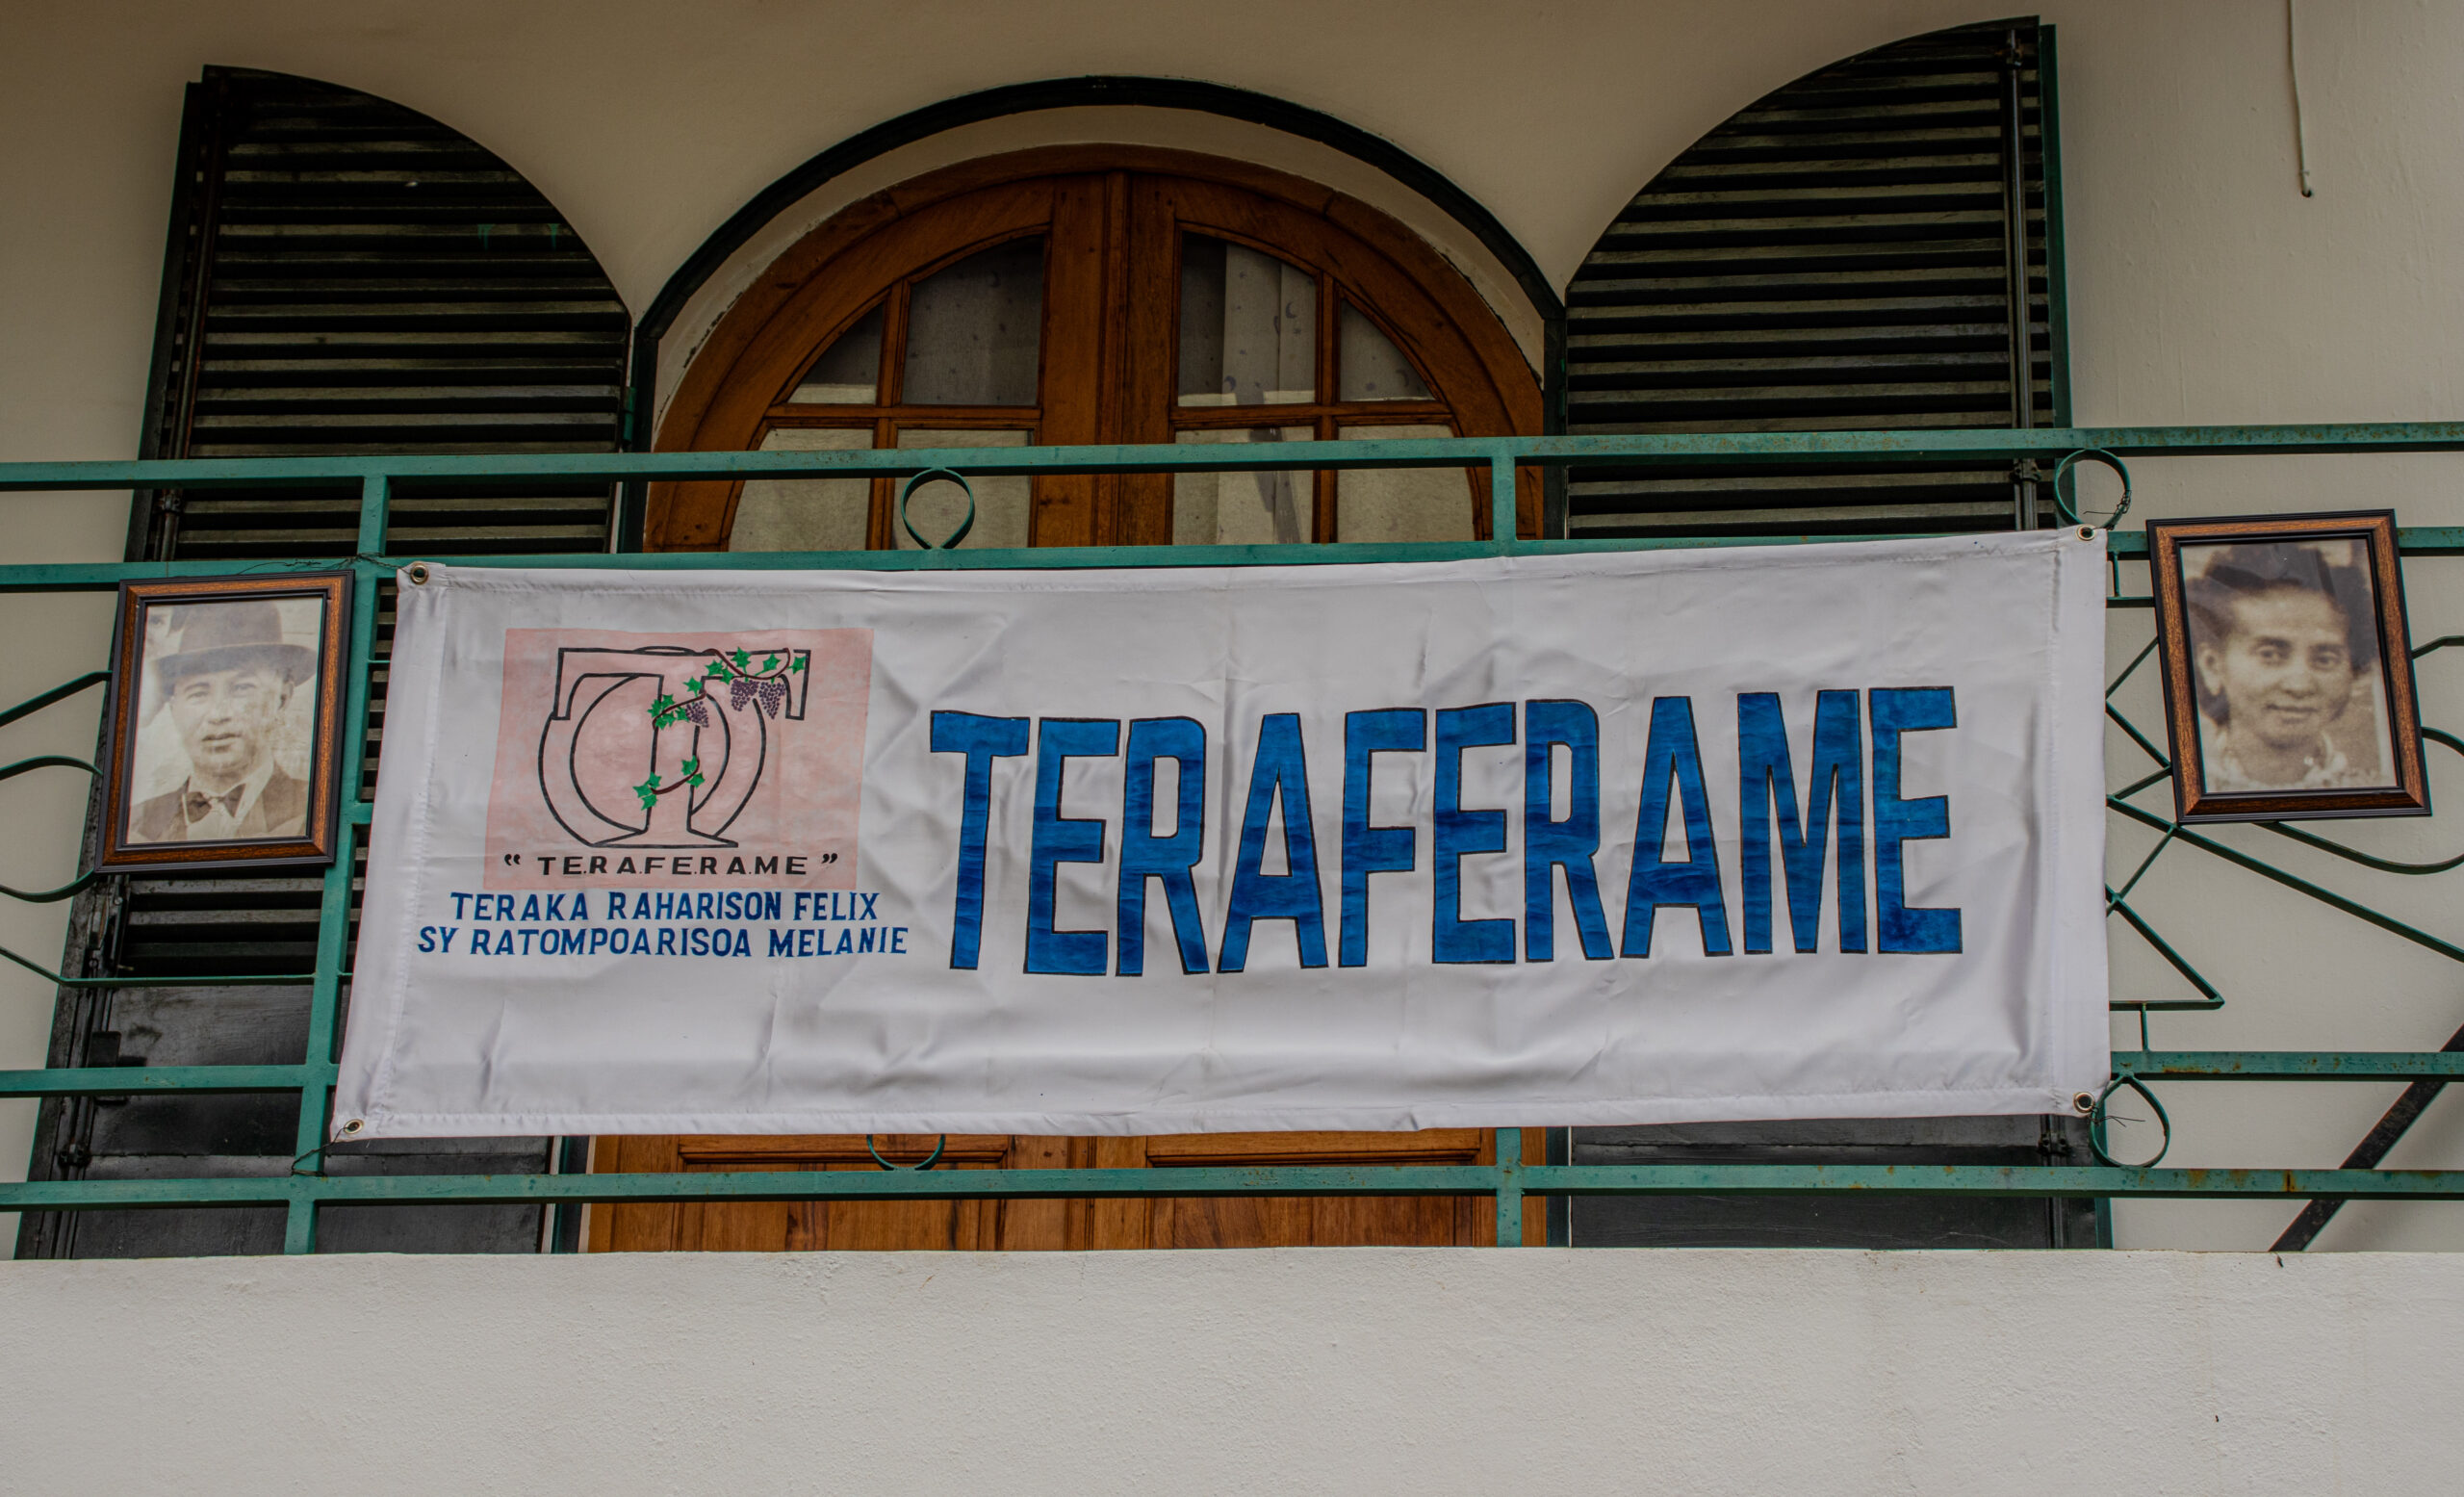 “ TE.RA.FE.RA.ME ”
TERAKA RAHARISON FELIX
SY RATOMPOARISOA MELANIE
TERAFERAME